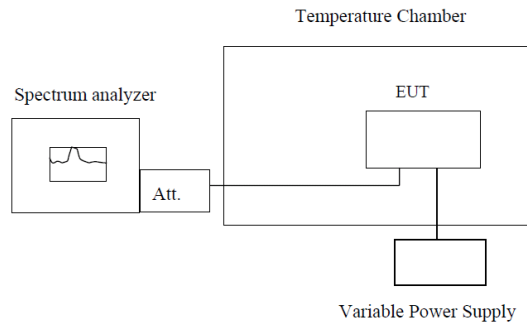 Temperature Chamber
Spectrum analyzer
EUT
Att.
Variable Power Supply